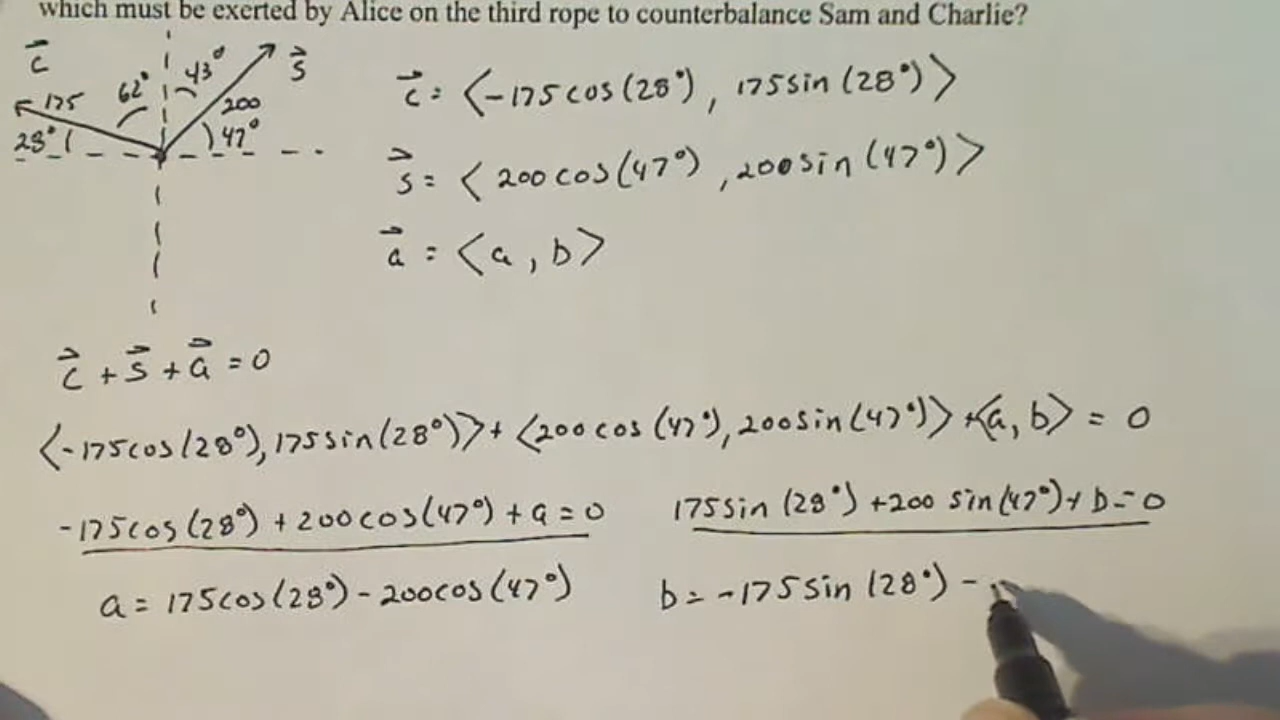 which must be exerted by Alice on the third rope to counterbalance Sam and Charlie?
c⃗
62°
43°
s⃗
175
200
28°
47°
c⃗ = <-175cos(28°), 175sin(28°)>
s⃗ = <200cos(47°), 200sin(47°)>
a⃗ = <a, b>
c⃗ + s⃗ + a⃗ = 0
<-175cos(28°), 175sin(28°)> + <200cos(47°), 200sin(47°)> + <a, b> = 0
-175cos(28°) + 200cos(47°) + a = 0
175sin(28°) + 200sin(47°) + b = 0
a = 175cos(28°) - 200cos(47°)
b = -175sin(28°) -